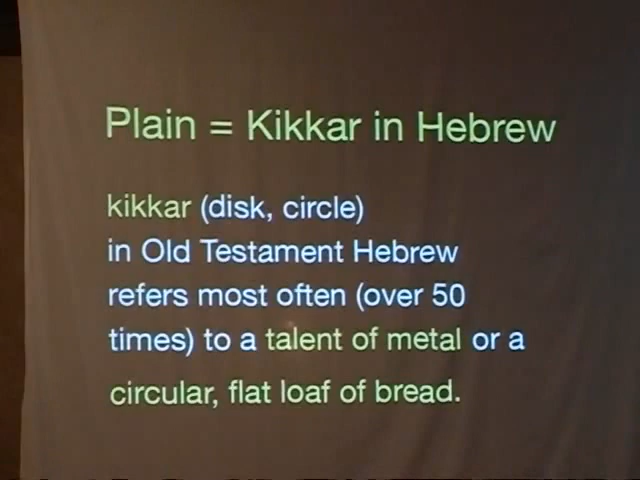 Plain = Kikkar in Hebrew
kikkar (disk, circle)
in Old Testament Hebrew
refers most often (over 50
times) to a talent of metal or a
circular, flat loaf of bread.